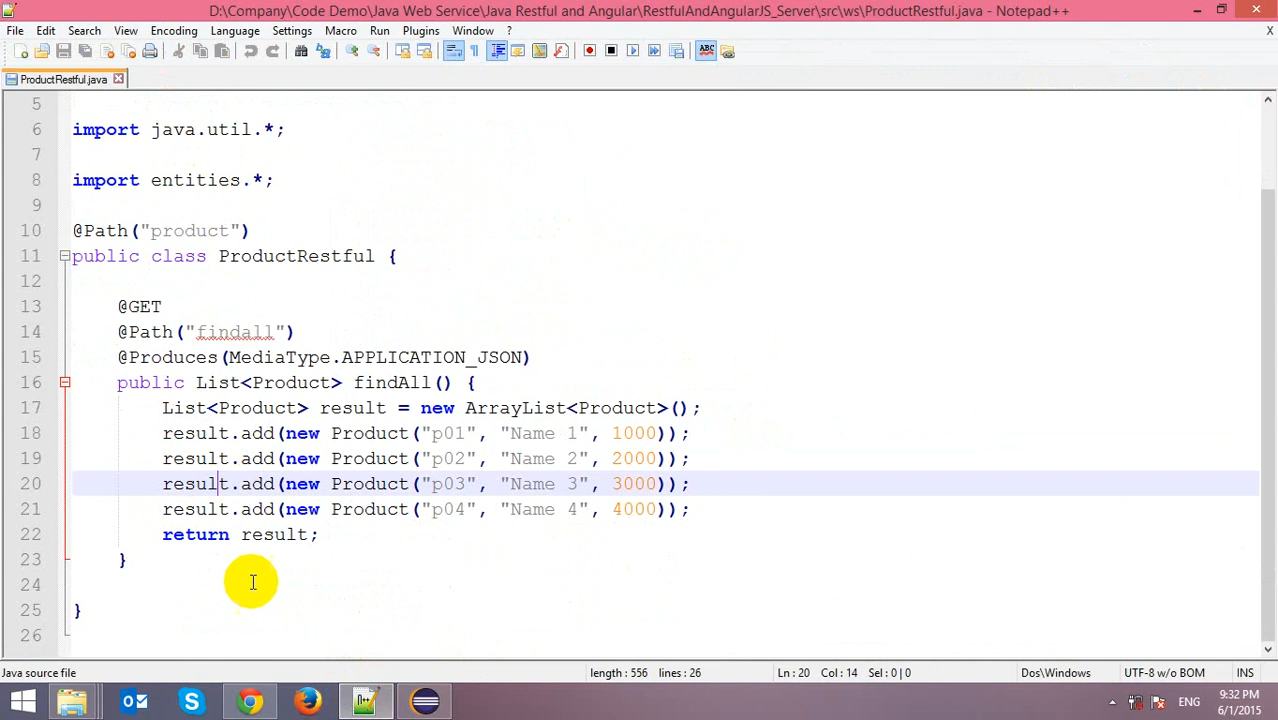 D:\Company\Code Demo\Java Web Service\Java Restful and Angular\RestfulAndAngularJS_Server\src\ws\ProductRestful.java - Notepad++
File Edit Search View Encoding Language Settings Macro Run Plugins Window ? X
ABC
ProductRestful.java
5
6 import java.util.*;
7
8 import entities.*;
9
10 @Path("product")
11 public class ProductRestful {
12
13 @GET
14 @Path("findall")
15 @Produces(MediaType.APPLICATION_JSON)
16 public List<Product> findAll() {
17 List<Product> result = new ArrayList<Product>();
18 result.add(new Product("p01", "Name 1", 1000));
19 result.add(new Product("p02", "Name 2", 2000));
20 result.add(new Product("p03", "Name 3", 3000));
21 result.add(new Product("p04", "Name 4", 4000));
22 return result;
23 }
24
25 }
26
Java source file length : 556 lines : 26 Ln : 20 Col : 14 Sel : 0 | 0 Dos\Windows UTF-8 w/o BOM INS
ENG 9:32 PM
6/1/2015